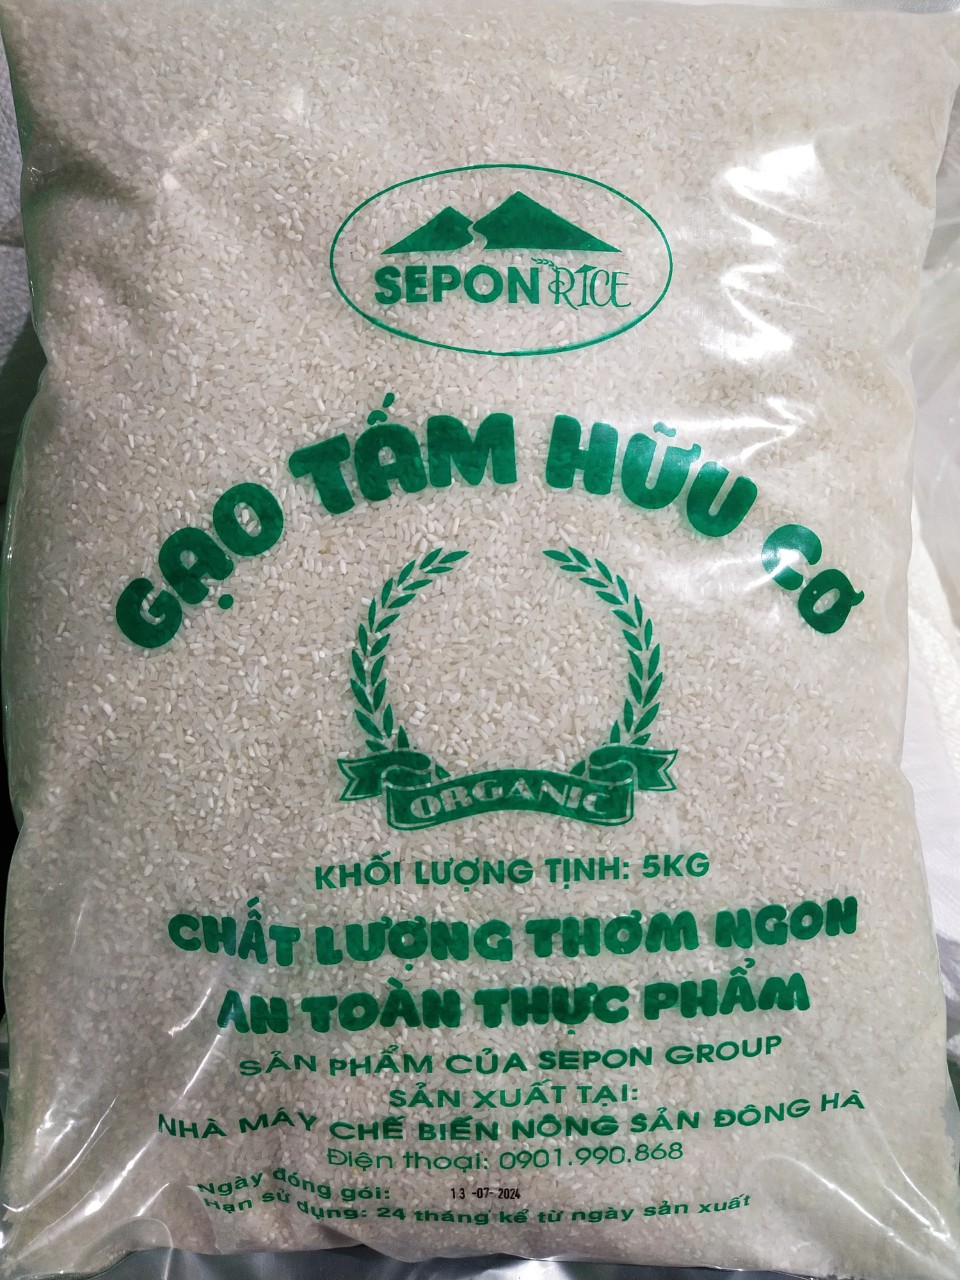 SEPON RICE
GẠO TẤM HỮU CƠ
ORGANIC
KHỐI LƯỢNG TỊNH: 5KG
CHẤT LƯỢNG THƠM NGON
AN TOÀN THỰC PHẨM
SẢN PHẨM CỦA SEPON GROUP
SẢN XUẤT TẠI:
NHÀ MÁY CHẾ BIẾN NÔNG SẢN ĐÔNG HÀ
Điện thoại: 0901.990.868
Ngày đóng gói: 13 -07- 2024
Hạn sử dụng: 24 tháng kể từ ngày sản xuất